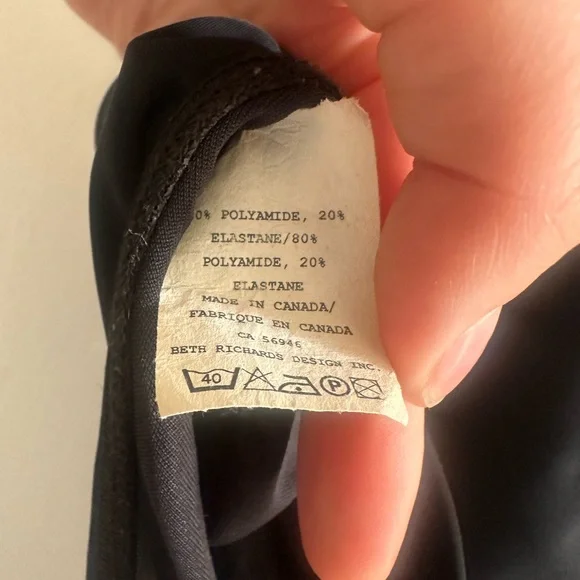 0% POLYAMIDE, 20%
ELASTANE/80%
POLYAMIDE, 20%
ELASTANE
MADE IN CANADA/
FABRIQUE EN CANADA
CA 56946
BETH RICHARDS DESIGN INC.
40 P